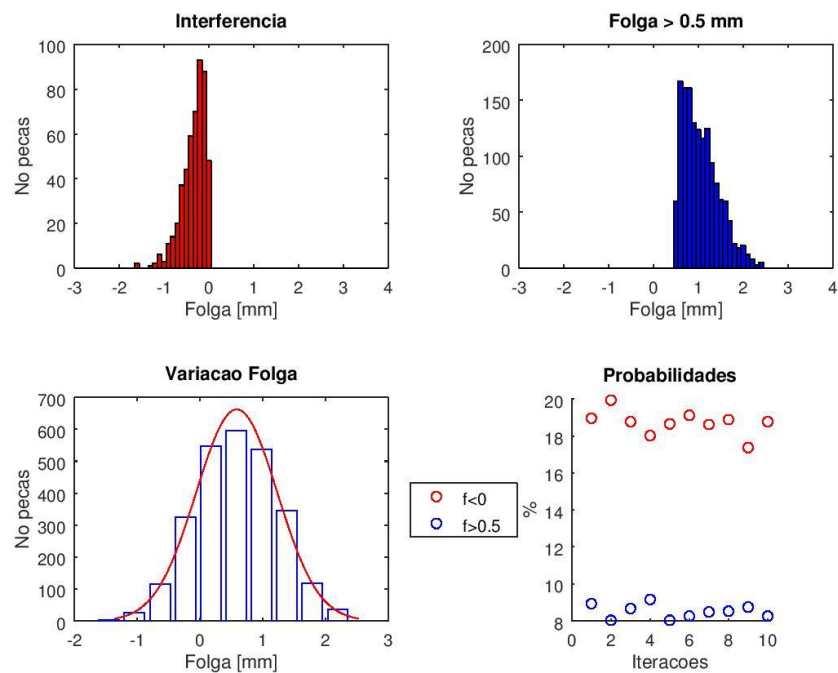 Interferencia
100
80
60
40
20
0
No pecas
-3 -2 -1 0 1 2 3 4
Folga [mm]
Folga > 0.5 mm
200
150
100
50
0
No pecas
-3 -2 -1 0 1 2 3 4
Folga [mm]
Variacao Folga
700
600
500
400
300
200
100
0
No pecas
-2 -1 0 1 2 3
Folga [mm]
f<0
f>0.5
Probabilidades
20
18
16
14
12
10
8
%
0 2 4 6 8 10
Iteracoes